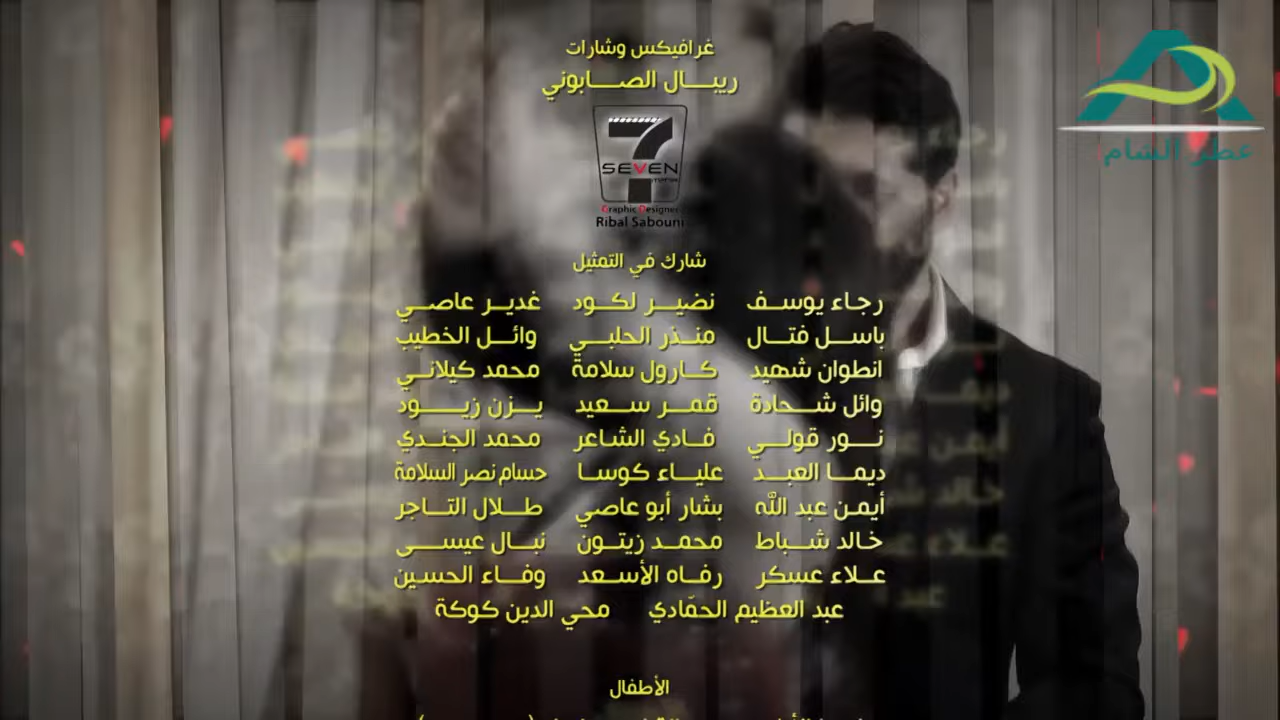 غرافيكس وشارات
ريبال الصابوني
7
SEVEN
Graphic Designer
Ribal Sabouni
عطر الشام
شارك في التمثيل
رجاء يوسف نضير لكود غدير عاصي
باسل فتال منذر الحلبي وائل الخطيب
انطوان شهيد كارول سلامة محمد كيلاني
وائل شحادة قمر سعيد يزن زيود
نور قولي فادي الشاعر محمد الجندي
ديما العبد علياء كوسا حسام نصر السلامة
أيمن عبد الله بشار أبو عاصي طلال التاجر
خالد شباط محمد زيتون نبال عيسى
علاء عسكر رفاه الأسعد وفاء الحسين
عبد العظيم الحمّادي محي الدين كوكة
الأطفال